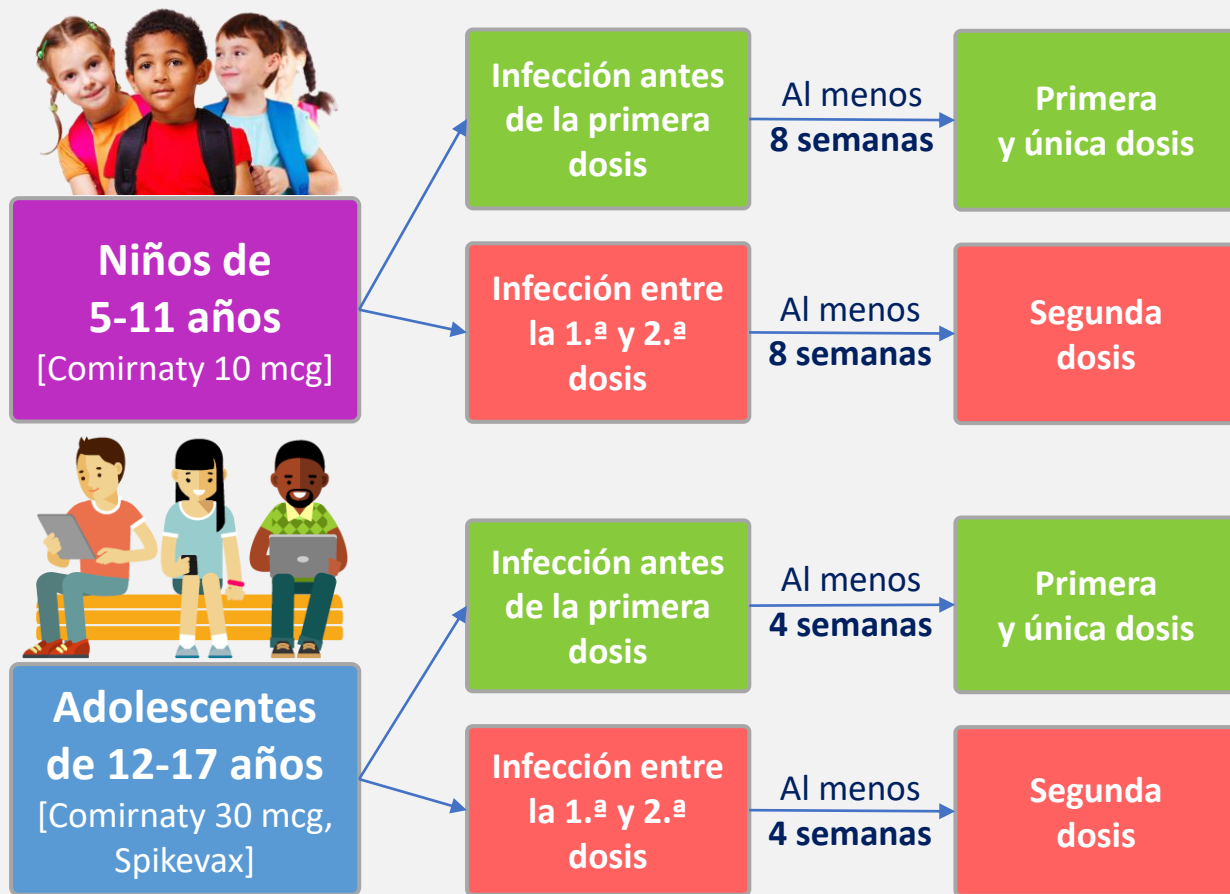 Niños de
5-11 años
[Comirnaty 10 mcg]
Infección antes
de la primera
dosis
Al menos
8 semanas
Primera
y única dosis
Infección entre
la 1.ª y 2.ª
dosis
Al menos
8 semanas
Segunda
dosis
Adolescentes
de 12-17 años
[Comirnaty 30 mcg,
Spikevax]
Infección antes
de la primera
dosis
Al menos
4 semanas
Primera
y única dosis
Infección entre
la 1.ª y 2.ª
dosis
Al menos
4 semanas
Segunda
dosis